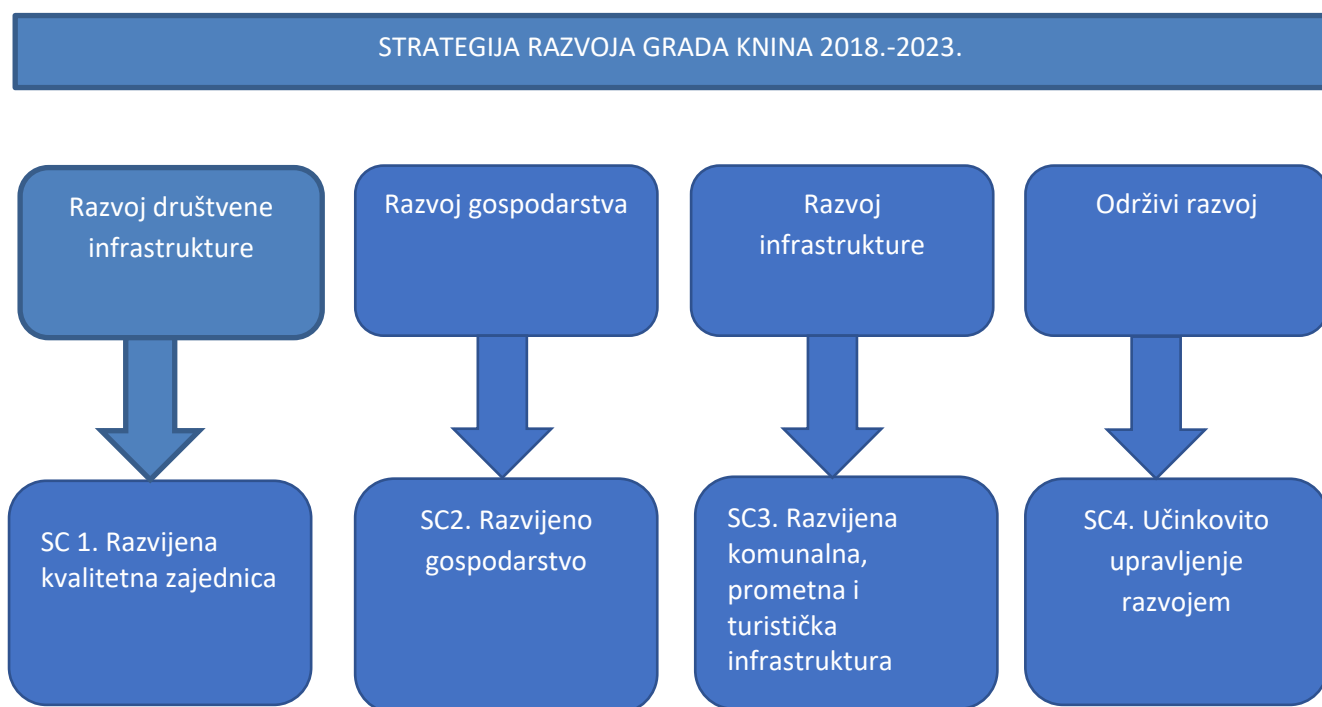 STRATEGIJA RAZVOJA GRADA KNINA 2018.-2023.
Razvoj društvene
infrastrukture
Razvoj gospodarstva
Razvoj
infrastrukture
Održivi razvoj
SC 1. Razvijena
kvalitetna zajednica
SC2. Razvijeno
gospodarstvo
SC3. Razvijena
komunalna,
prometna i
turistička
infrastruktura
SC4. Učinkovito
upravljenje
razvojem